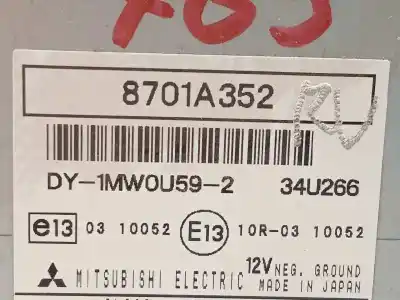 703
8701A352
DY-1MW0U59-2 34U266
e13 03 10052 E13 10R-03 10052
MITSUBISHI ELECTRIC 12V NEG. GROUND
MADE IN JAPAN